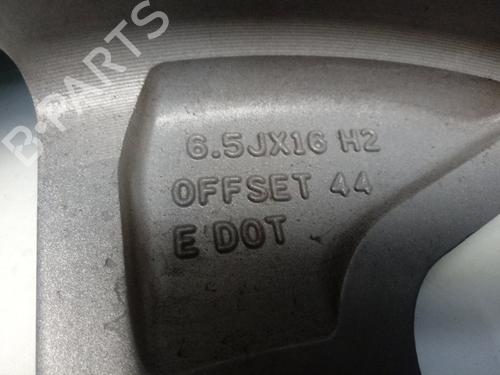 B-PARTS
6.5JX16 H2
OFFSET 44
E DOT